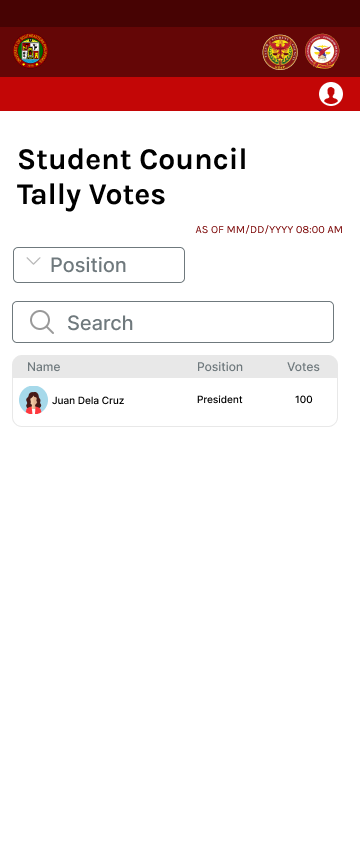 Student Council
Tally Votes
AS OF MM/DD/YYYY 08:00 AM
Position
Search
Name Position Votes
Juan Dela Cruz President 100